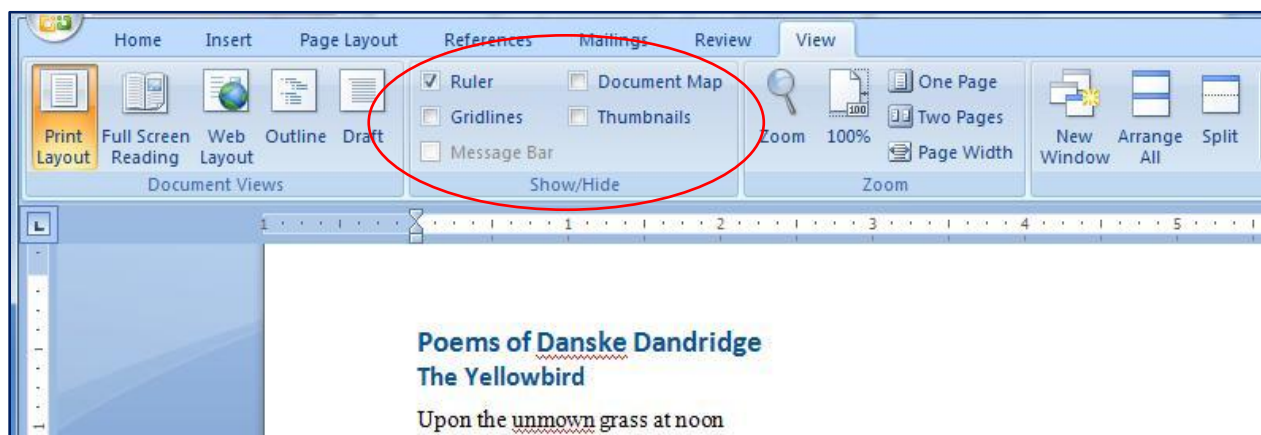 Home Insert Page Layout References Mailings Review View
Ruler Document Map One Page
Gridlines Thumbnails Two Pages
Print Layout Full Screen Reading Web Layout Outline Draft Message Bar Zoom 100% Page Width New Window Arrange All Split
Document Views Show/Hide Zoom
L 1 1 2 3 4 5
Poems of Danske Dandridge
The Yellowbird
Upon the unmown grass at noon
1